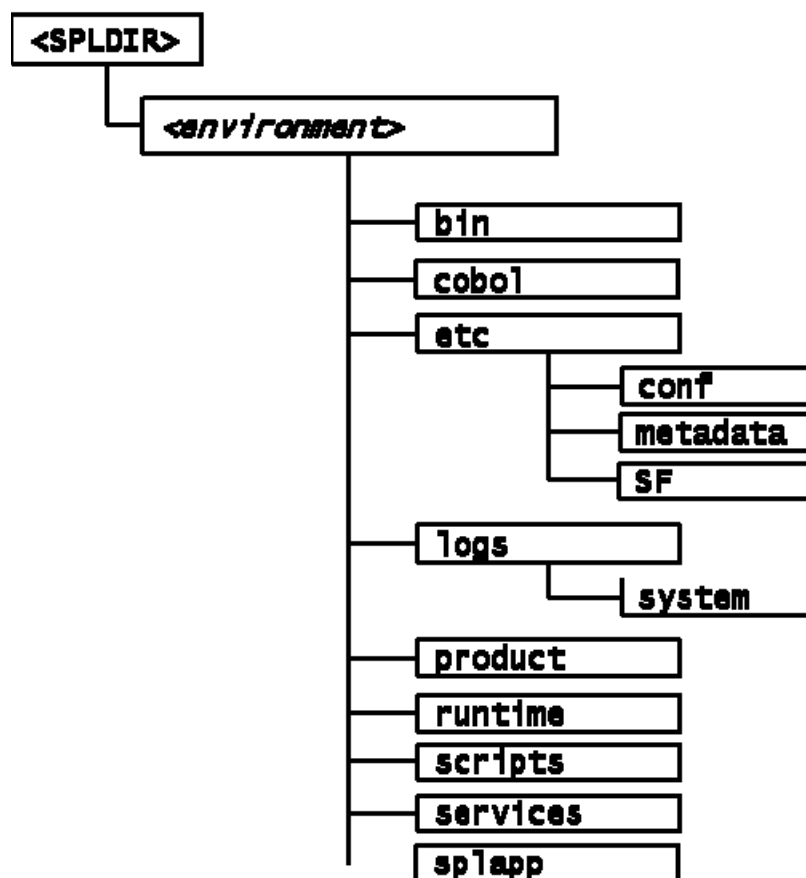 <SPLDIR>
<environment>
bin
cobol
etc
conf
metadata
SF
logs
system
product
runtime
scripts
services
splapp